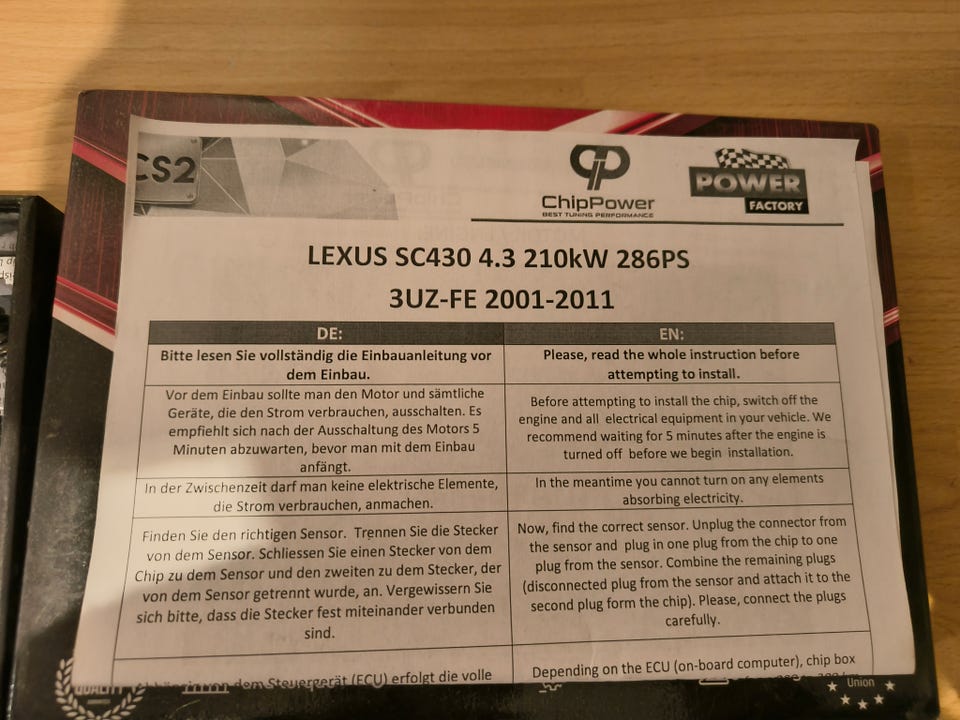 CS2
ChipPower
BEST TUNING PERFORMANCE
POWER
FACTORY
LEXUS SC430 4.3 210kW 286PS
3UZ-FE 2001-2011
DE:
Bitte lesen Sie vollständig die Einbauanleitung vor
dem Einbau.
Vor dem Einbau sollte man den Motor und sämtliche
Geräte, die den Strom verbrauchen, ausschalten. Es
empfiehlt sich nach der Ausschaltung des Motors 5
Minuten abzuwarten, bevor man mit dem Einbau
anfängt.
In der Zwischenzeit darf man keine elektrische Elemente,
die Strom verbrauchen, anmachen.
Finden Sie den richtigen Sensor. Trennen Sie die Stecker
von dem Sensor. Schliessen Sie einen Stecker von dem
Chip zu dem Sensor und den zweiten zu dem Stecker, der
von dem Sensor getrennt wurde, an. Vergewissern Sie
sich bitte, dass die Stecker fest miteinander verbunden
sind.
von dem Steuergerät (ECU) erfolgt die volle
EN:
Please, read the whole instruction before
attempting to install.
Before attempting to install the chip, switch off the
engine and all electrical equipment in your vehicle. We
recommend waiting for 5 minutes after the engine is
turned off before we begin installation.
In the meantime you cannot turn on any elements
absorbing electricity.
Now, find the correct sensor. Unplug the connector from
the sensor and plug in one plug from the chip to one
plug from the sensor. Combine the remaining plugs
(disconnected plug from the sensor and attach it to the
second plug form the chip). Please, connect the plugs
carefully.
Depending on the ECU (on-board computer), chip box
QUALITY
Union